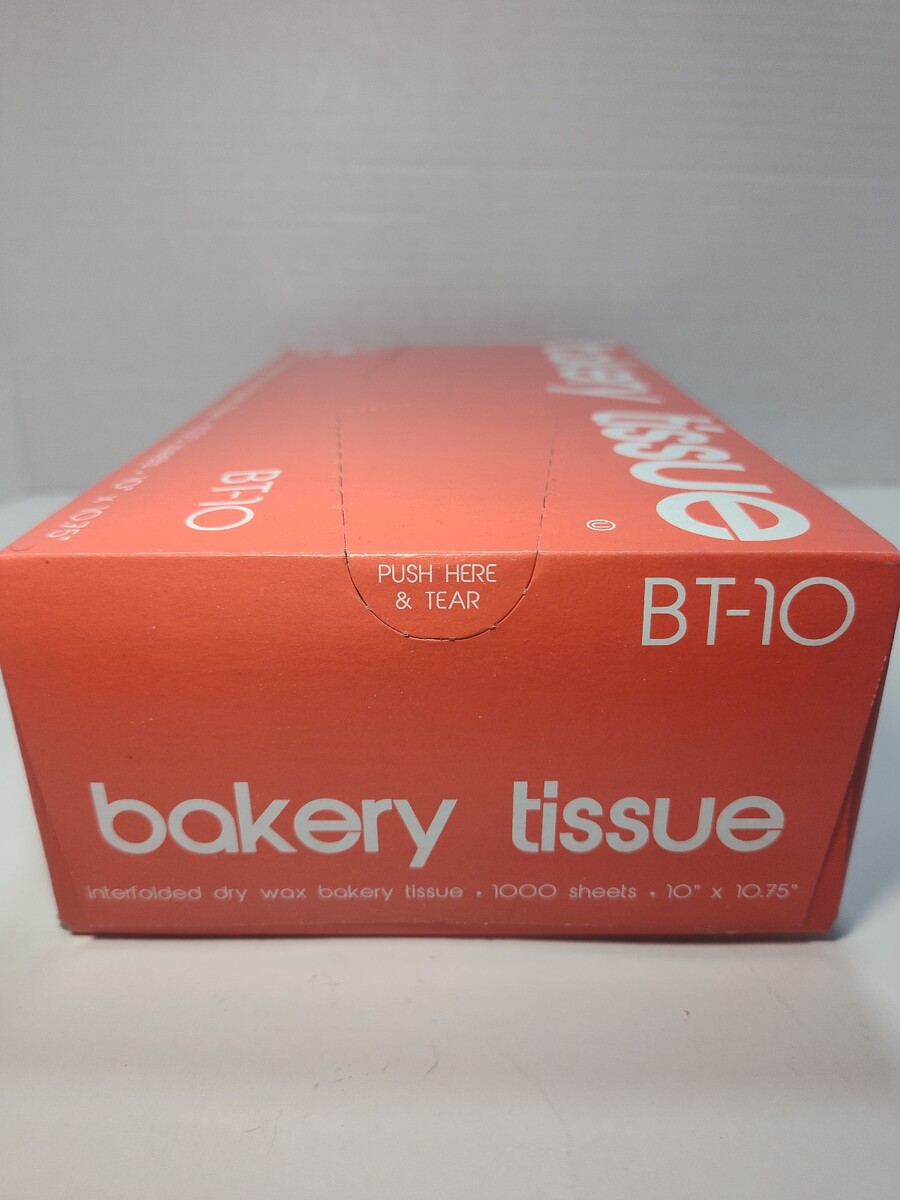 bakery tissue
BT-10
©
PUSH HERE
& TEAR
BT-10
bakery tissue
interfolded dry wax bakery tissue • 1000 sheets • 10" x 10.75"